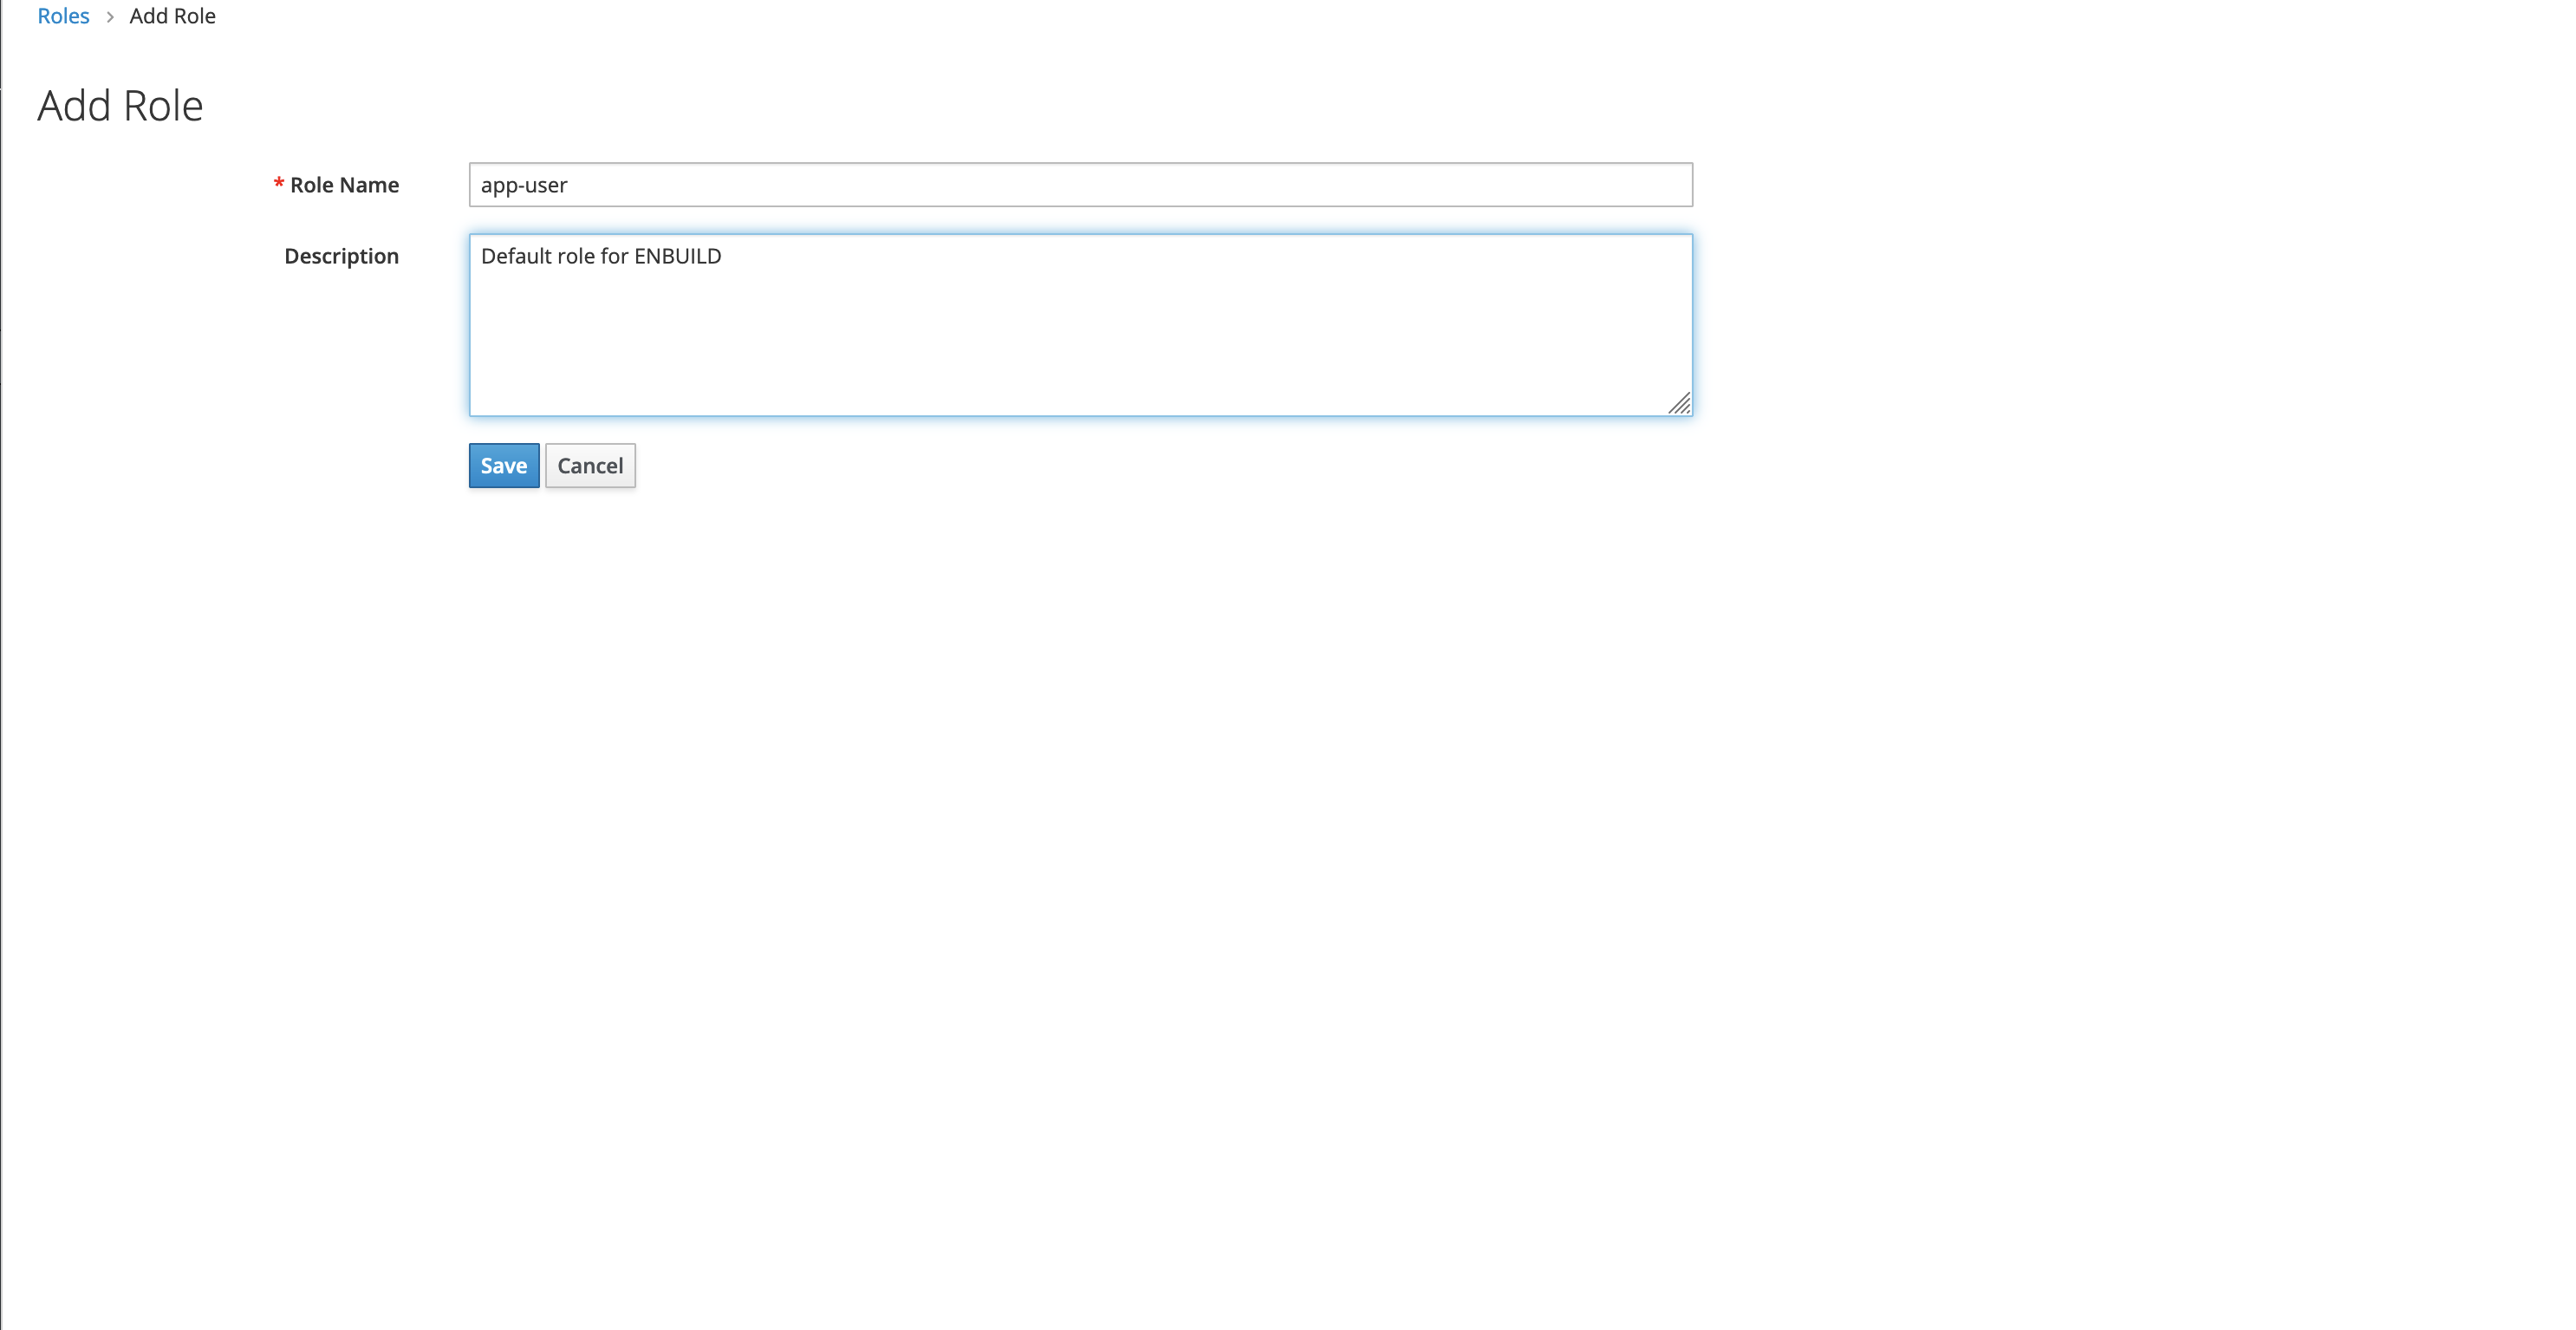 Roles > Add Role
Add Role
* Role Name app-user
Description Default role for ENBUILD
Save Cancel